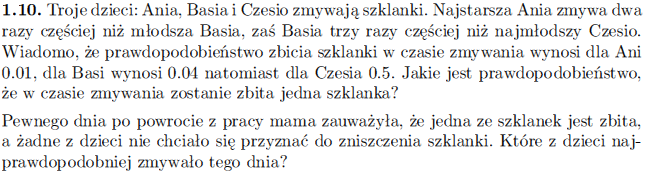 1.10. Troje dzieci: Ania, Basia i Czesio zmywają szklanki. Najstarsza Ania zmywa dwa
razy częściej niż młodsza Basia, zaś Basia trzy razy częściej niż najmłodszy Czesio.
Wiadomo, że prawdopodobieństwo zbicia szklanki w czasie zmywania wynosi dla Ani
0.01, dla Basi wynosi 0.04 natomiast dla Czesia 0.5. Jakie jest prawdopodobieństwo,
że w czasie zmywania zostanie zbita jedna szklanka?
Pewnego dnia po powrocie z pracy mama zauważyła, że jedna ze szklanek jest zbita,
a żadne z dzieci nie chciało się przyznać do zniszczenia szklanki. Które z dzieci naj-
prawdopodobniej zmywało tego dnia?